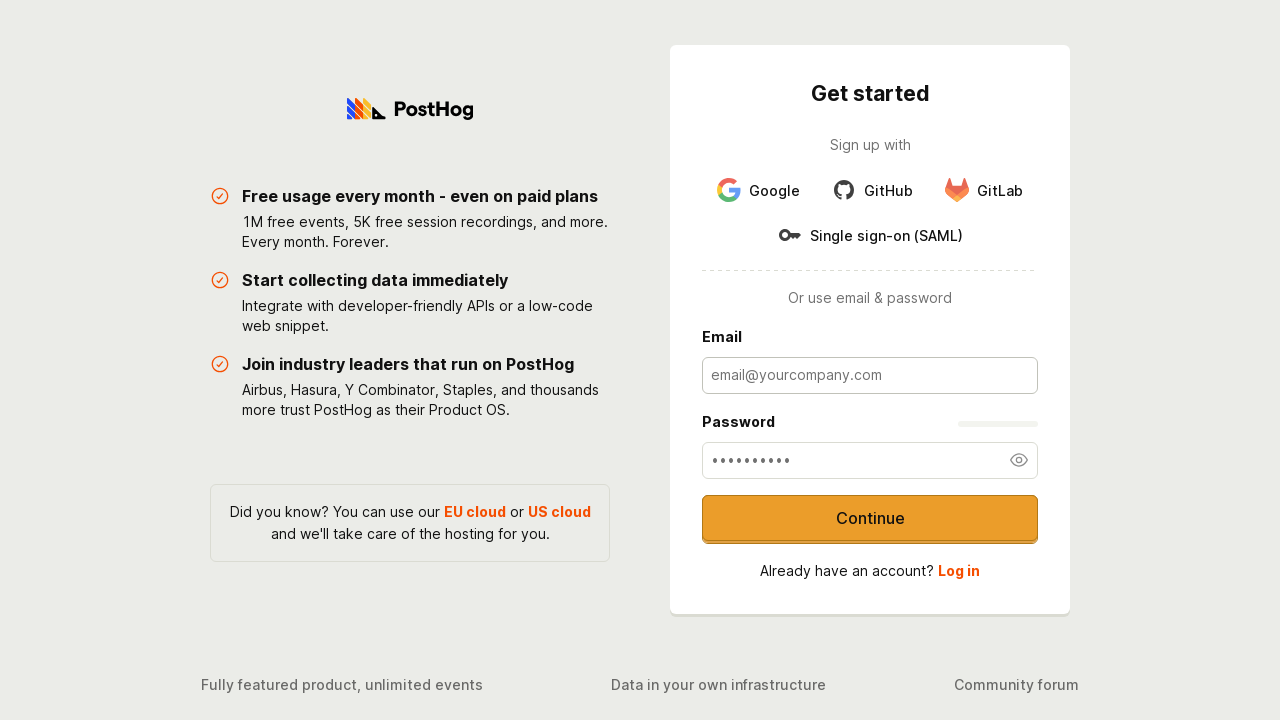 PostHog
Free usage every month - even on paid plans
1M free events, 5K free session recordings, and more.
Every month. Forever.
Start collecting data immediately
Integrate with developer-friendly APIs or a low-code
web snippet.
Join industry leaders that run on PostHog
Airbus, Hasura, Y Combinator, Staples, and thousands
more trust PostHog as their Product OS.
Did you know? You can use our EU cloud or US cloud
and we'll take care of the hosting for you.
Get started
Sign up with
Google GitHub GitLab
Single sign-on (SAML)
Or use email & password
Email
email@yourcompany.com
Password
••••••••••
Continue
Already have an account? Log in
Fully featured product, unlimited events Data in your own infrastructure Community forum